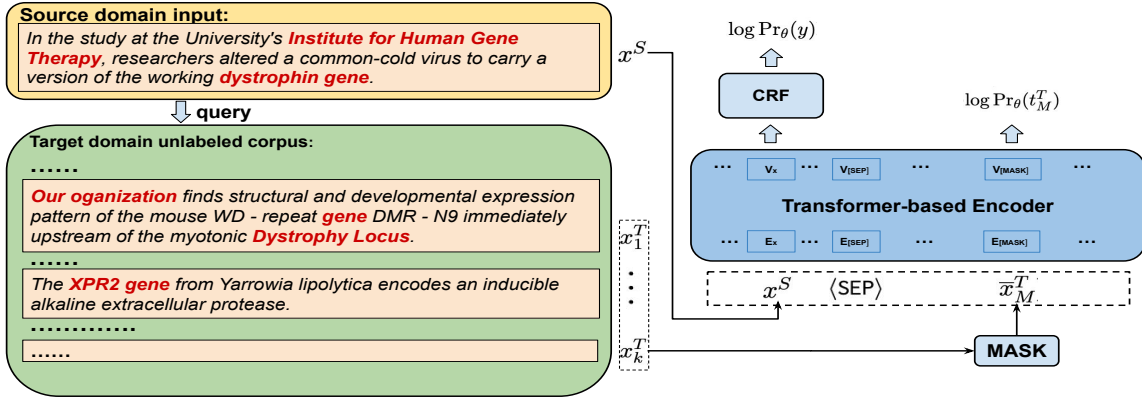 Source domain input:
In the study at the University's Institute for Human Gene
Therapy, researchers altered a common-cold virus to carry a
version of the working dystrophin gene.
query
Target domain unlabeled corpus:
......
Our oganization finds structural and developmental expression
pattern of the mouse WD - repeat gene DMR - N9 immediately
upstream of the myotonic Dystrophy Locus.
......
The XPR2 gene from Yarrowia lipolytica encodes an inducible
alkaline extracellular protease.
.............
......
x^S
x_1^T
⋮
x_k^T
log Pr_θ(y)
CRF
log Pr_θ(t_M^T)
... V_x ... V_[SEP] ... V_[MASK] ...
Transformer-based Encoder
... E_x ... E_[SEP] ... E_[MASK] ...
x^S ⟨SEP⟩ x̅_M^T
MASK